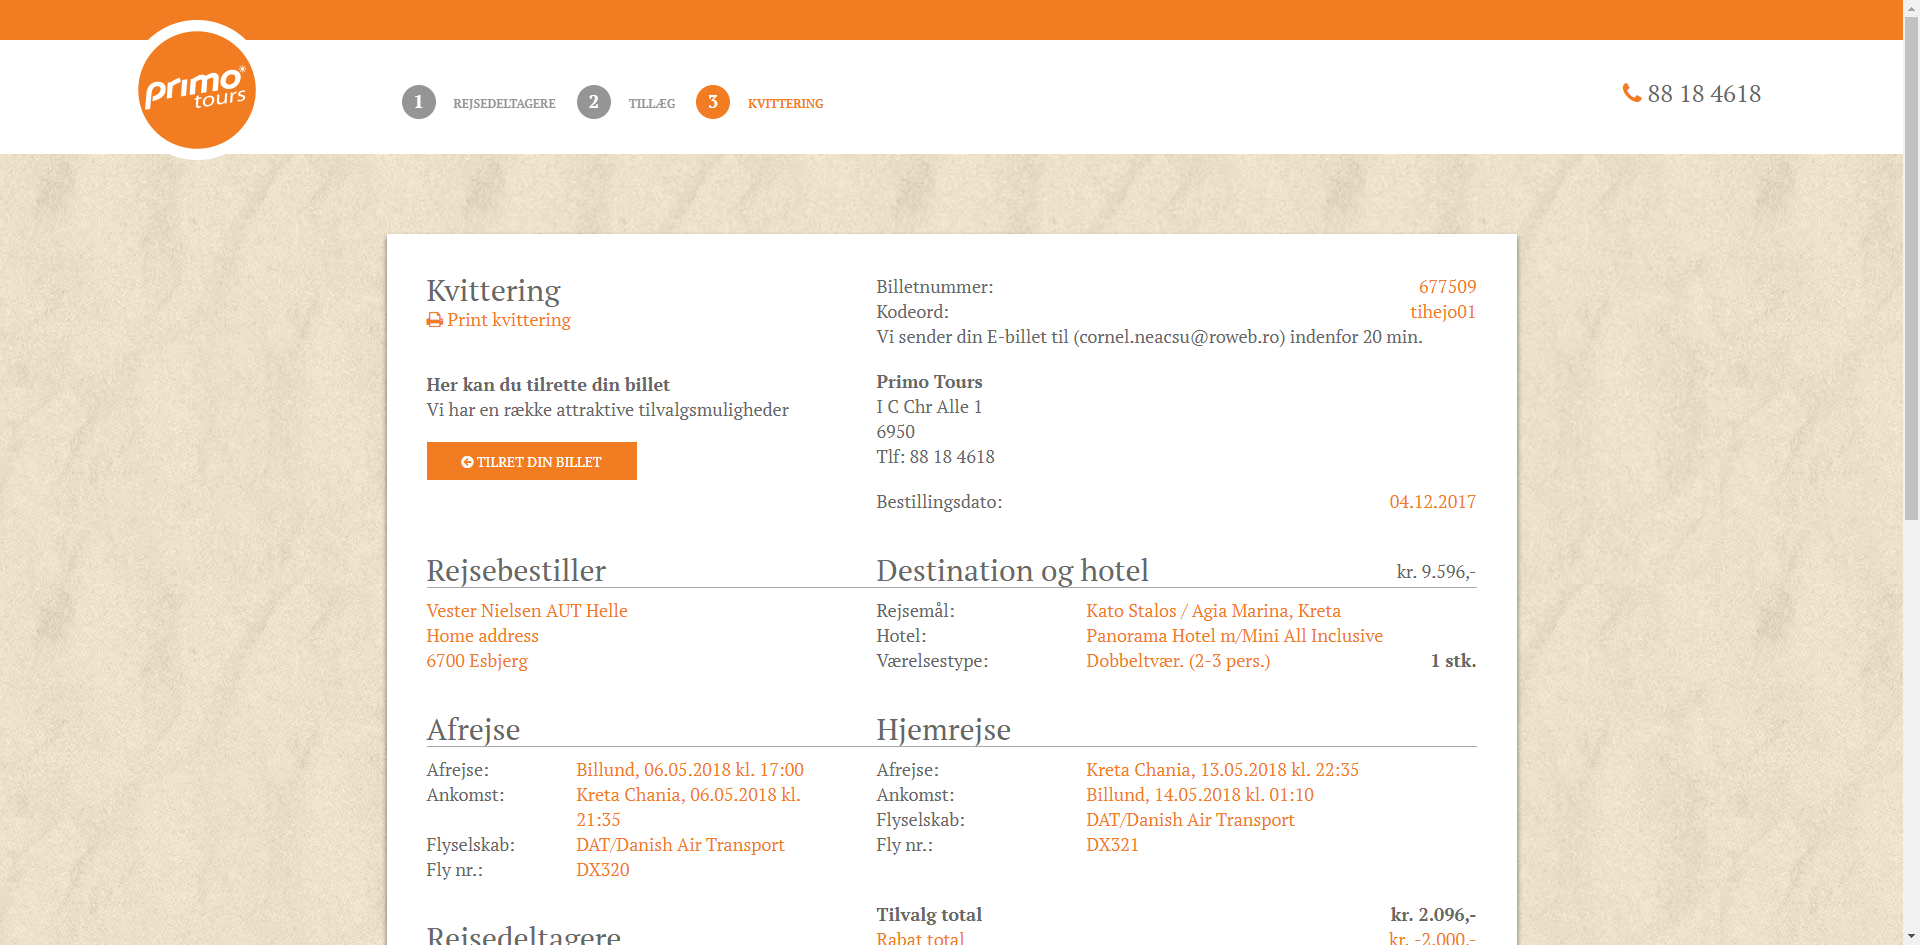 primo
tours
1 REJSEDELTAGERE 2 TILLÆG 3 KVITTERING
88 18 4618
Kvittering
Print kvittering
Her kan du tilrette din billet
Vi har en række attraktive tilvalgsmuligheder
TILRET DIN BILLET
Billetnummer: 677509
Kodeord: tihejo01
Vi sender din E-billet til (cornel.neacsu@roweb.ro) indenfor 20 min.
Primo Tours
I C Chr Alle 1
6950
Tlf: 88 18 4618
Bestillingsdato: 04.12.2017
Rejsebestiller
Vester Nielsen AUT Helle
Home address
6700 Esbjerg
Destination og hotel kr. 9.596,-
Rejsemål: Kato Stalos / Agia Marina, Kreta
Hotel: Panorama Hotel m/Mini All Inclusive
Værelsestype: Dobbeltvær. (2-3 pers.) 1 stk.
Afrejse
Afrejse: Billund, 06.05.2018 kl. 17:00
Ankomst: Kreta Chania, 06.05.2018 kl.
21:35
Flyselskab: DAT/Danish Air Transport
Fly nr.: DX320
Hjemrejse
Afrejse: Kreta Chania, 13.05.2018 kl. 22:35
Ankomst: Billund, 14.05.2018 kl. 01:10
Flyselskab: DAT/Danish Air Transport
Fly nr.: DX321
Tilvalg total kr. 2.096,-
Rabat total kr. -2.000,-
Rejsedeltagere